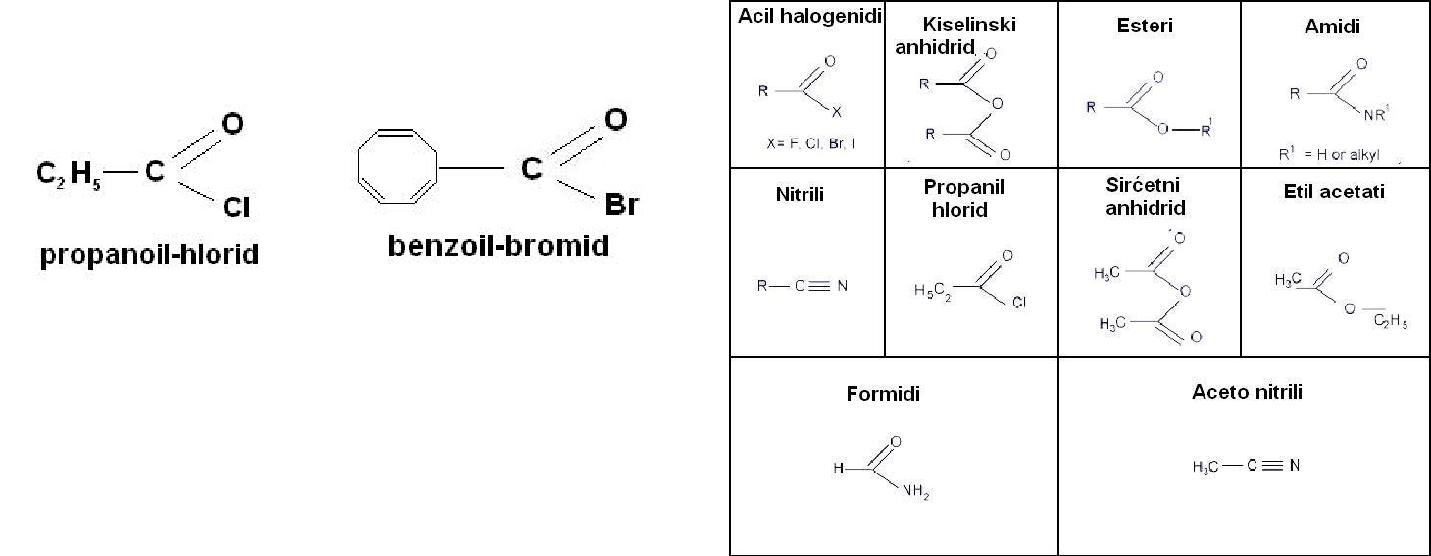 O
C₂H₅—C
Cl
propanoil-hlorid
O
C
Br
benzoil-bromid
Acil halogenidi
O
R
X
X= F, Cl, Br, I
Kiselinski
anhidrid
O
R
O
R
O
Esteri
O
R
O—R¹
Amidi
O
R
NR¹
R¹ = H or alkyl
Nitrili
R—C≡N
Propanil
hlorid
O
H₅C₂
Cl
Sirćetni
anhidrid
O
H₃C
O
H₃C
O
Etil acetati
O
H₃C
O
C₂H₅
Formidi
O
H
NH₂
Aceto nitrili
H₃C—C≡N